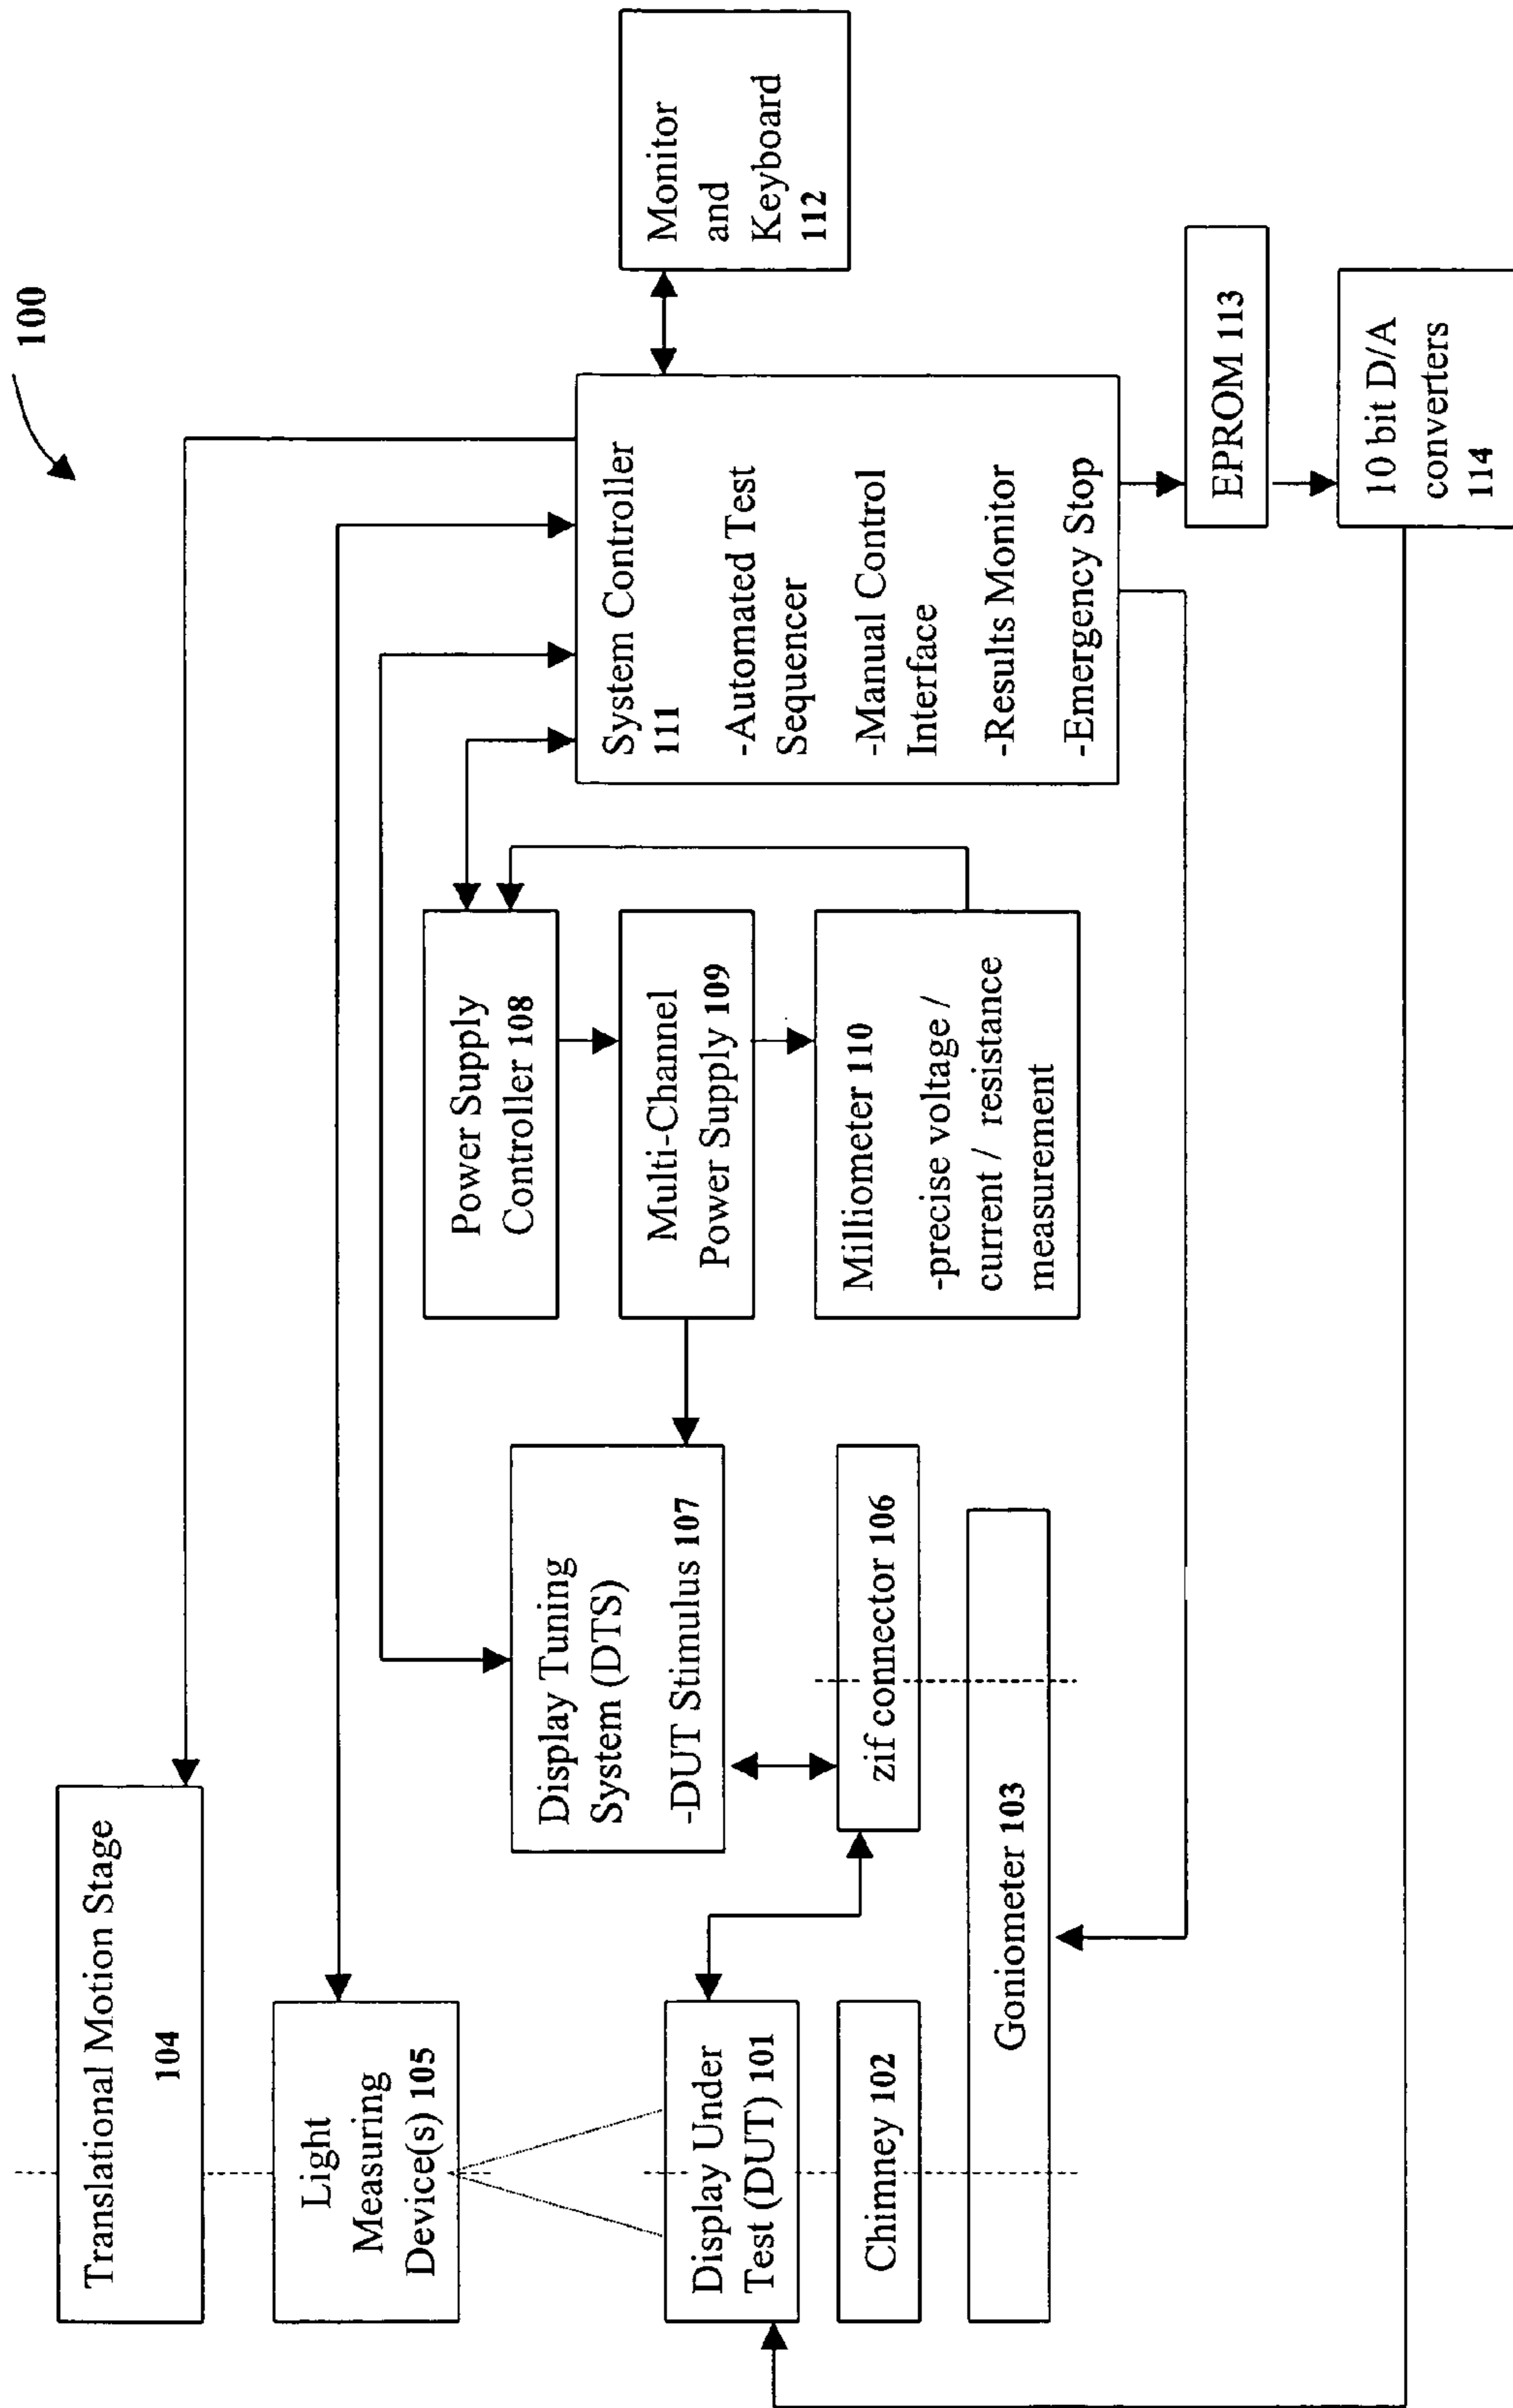 100
Translational Motion Stage
104
Light
Measuring
Device(s) 105
Display Under
Test (DUT) 101
Chimney 102
Goniometer 103
Display Tuning
System (DTS)
-DUT Stimulus 107
zif connector 106
Power Supply
Controller 108
Multi-Channel
Power Supply 109
Milliometer 110
-precise voltage /
current / resistance
measurement
System Controller
111
-Automated Test
Sequencer
-Manual Control
Interface
-Results Monitor
-Emergency Stop
Monitor
and
Keyboard
112
EPROM 113
10 bit D/A
converters
114